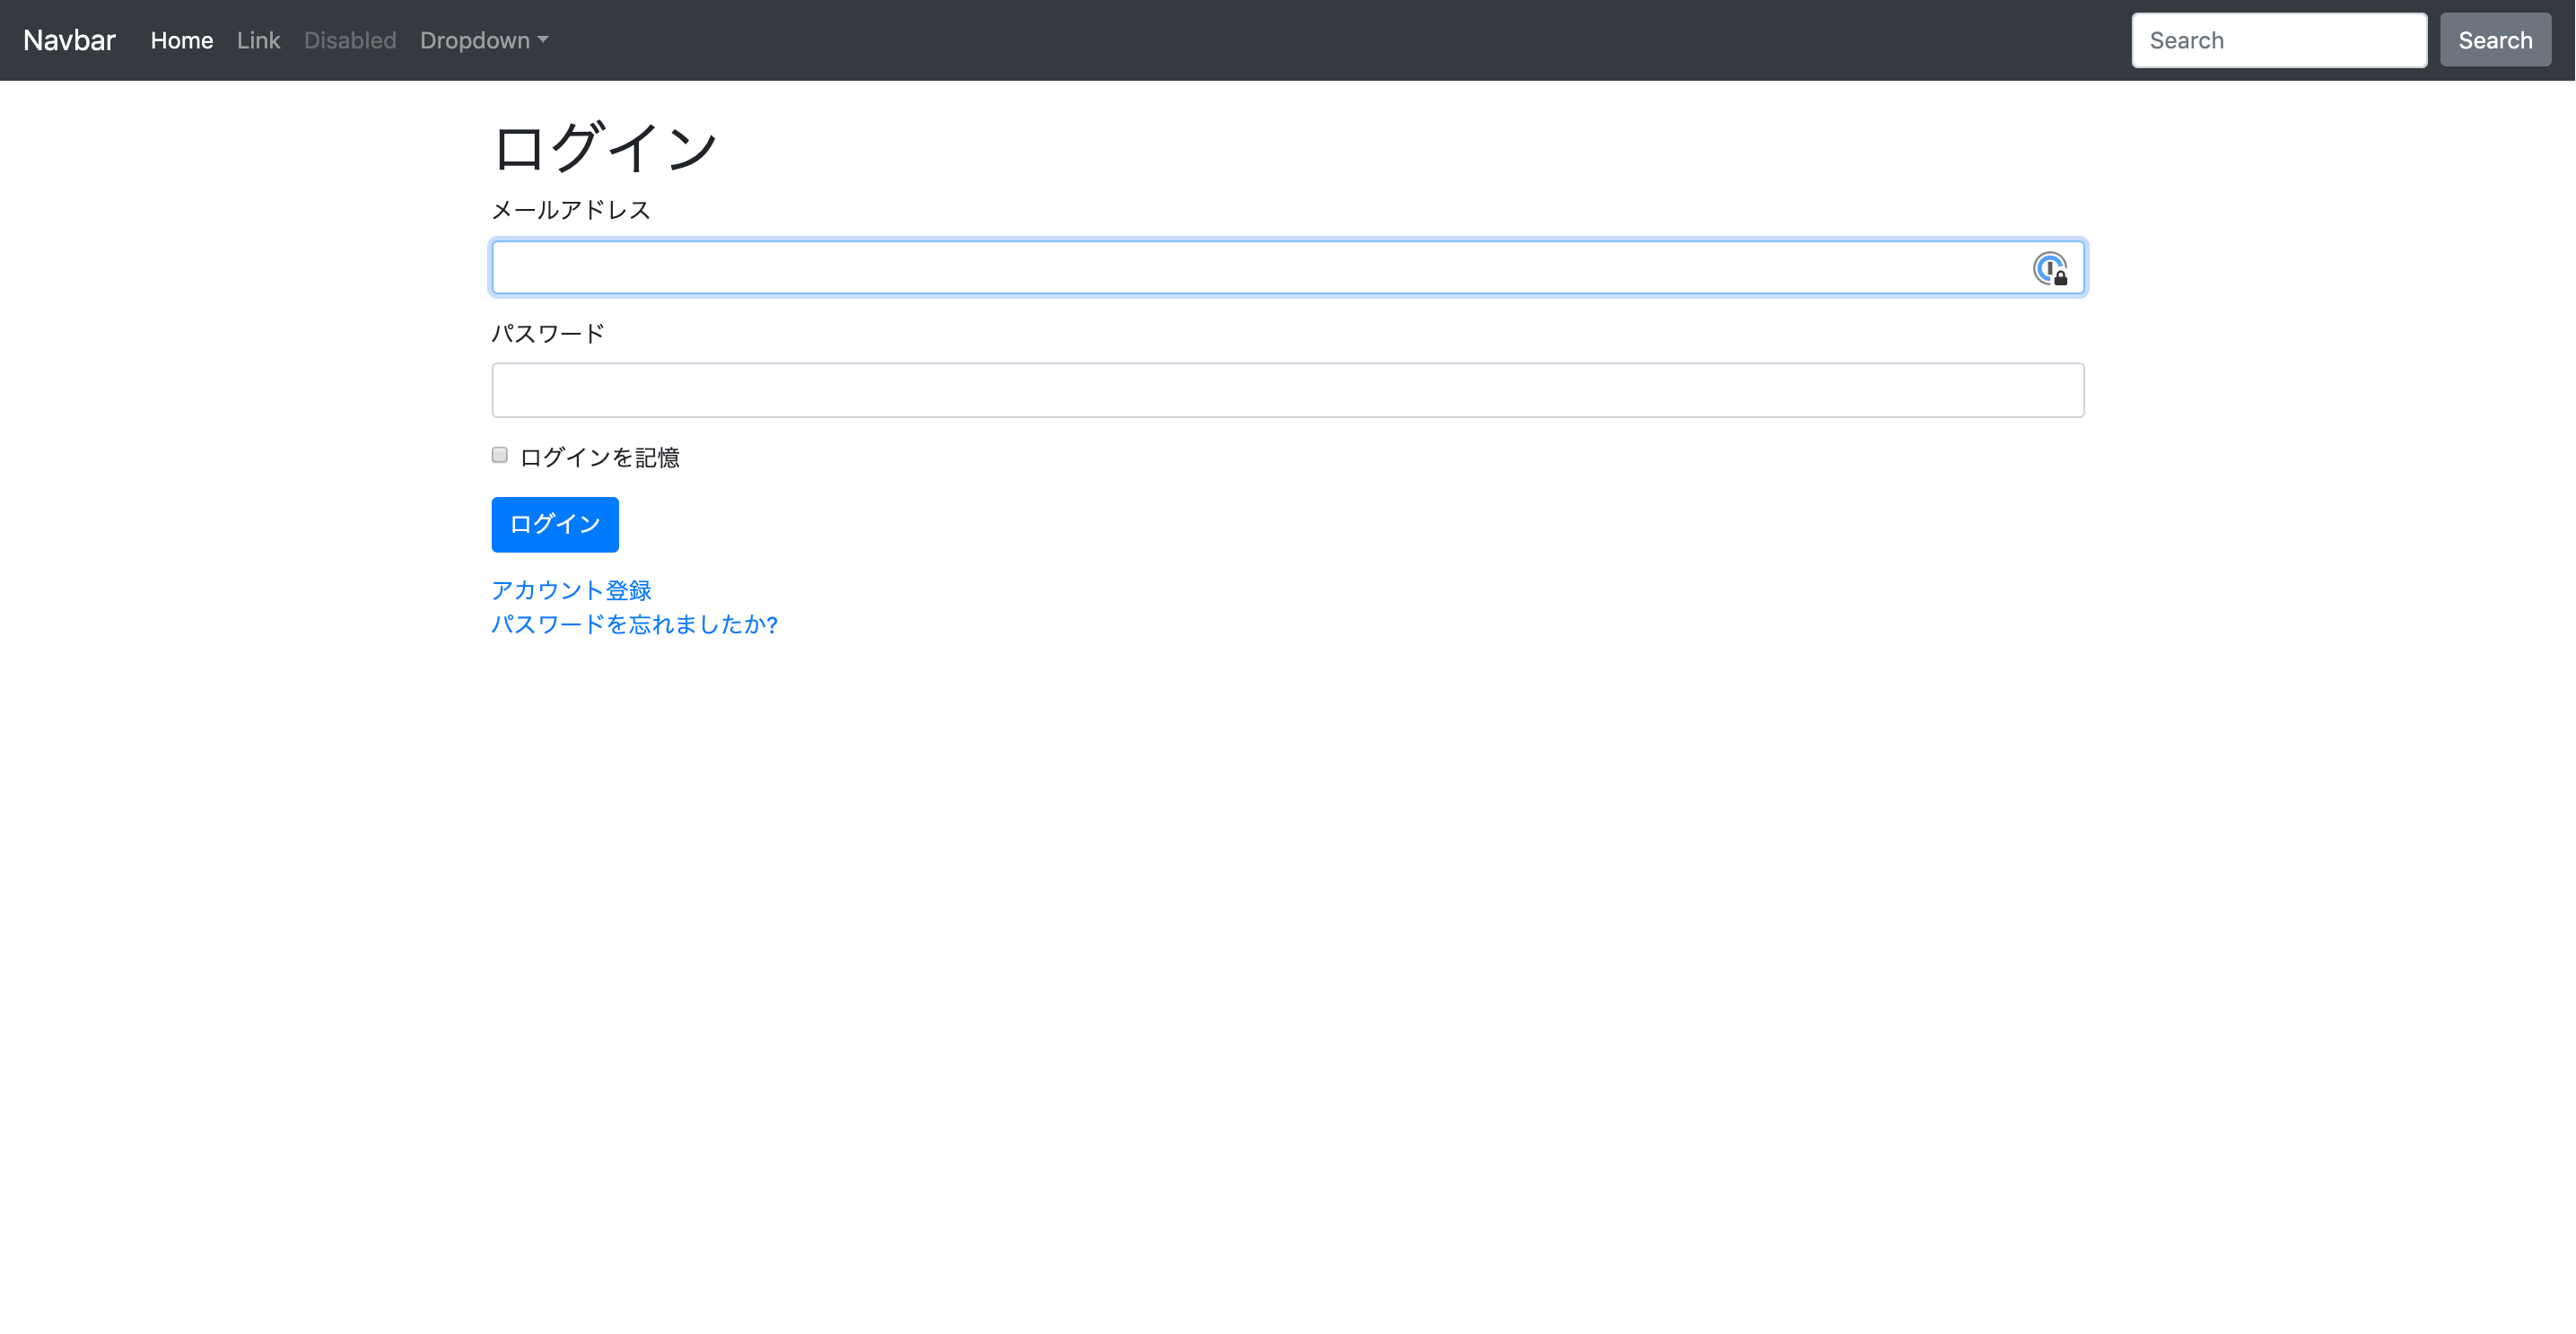 Navbar Home Link Disabled Dropdown Search Search
ログイン
メールアドレス
パスワード
ログインを記憶
ログイン
アカウント登録
パスワードを忘れましたか?